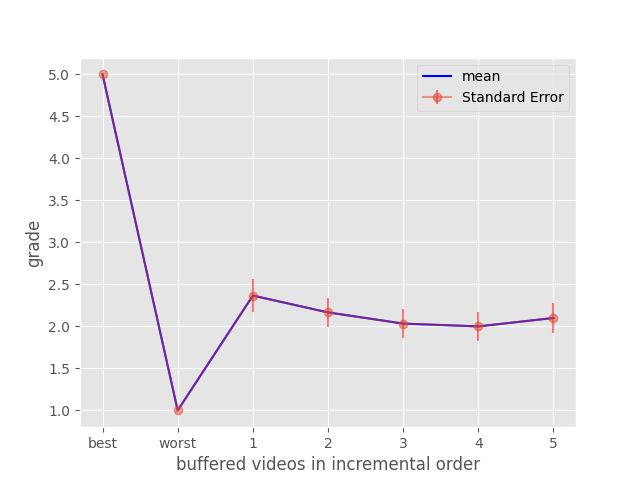 mean
Standard Error
5.0
4.5
4.0
3.5
3.0
2.5
2.0
1.5
1.0
grade
best worst 1 2 3 4 5
buffered videos in incremental order